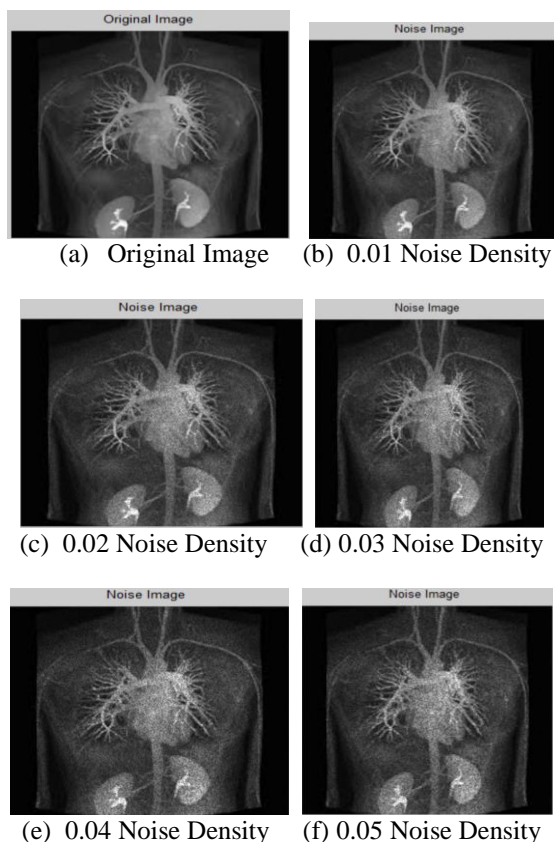 Original Image
Noise Image
(a) Original Image
(b) 0.01 Noise Density
Noise Image
Noise Image
(c) 0.02 Noise Density
(d) 0.03 Noise Density
Noise Image
Noise Image
(e) 0.04 Noise Density
(f) 0.05 Noise Density